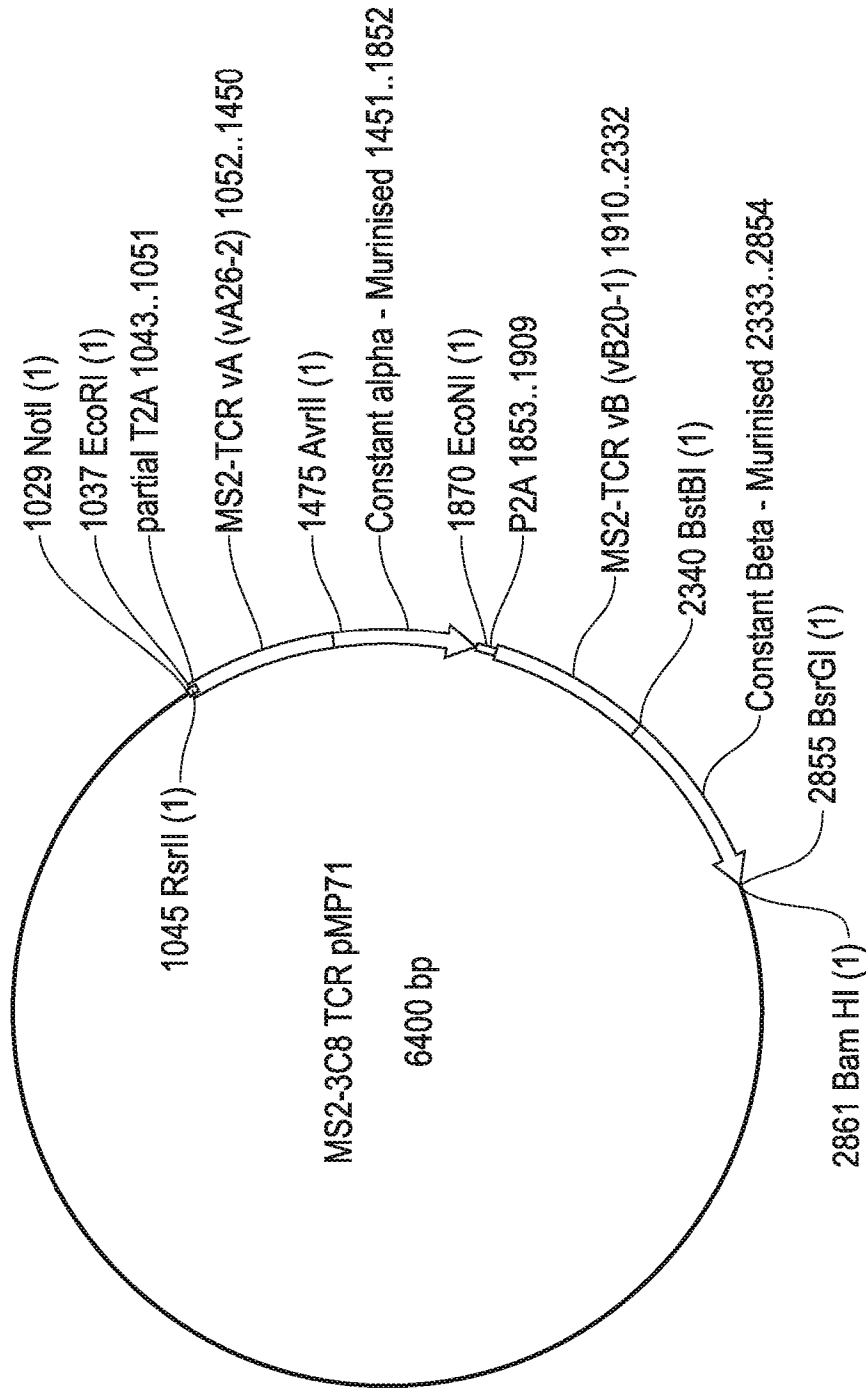 1029 NotI (1)
1037 EcoRI (1)
partial T2A 1043..1051
1045 RsrII (1)
MS2-TCR vA (vA26-2) 1052..1450
1475 AvrII (1)
Constant alpha - Murinised 1451..1852
MS2-3C8 TCR pMP71
6400 bp
1870 EcoNI (1)
P2A 1853..1909
MS2-TCR vB (vB20-1) 1910..2332
2340 BstBI (1)
Constant Beta - Murinised 2333..2854
2855 BsrGI (1)
2861 Bam HI (1)